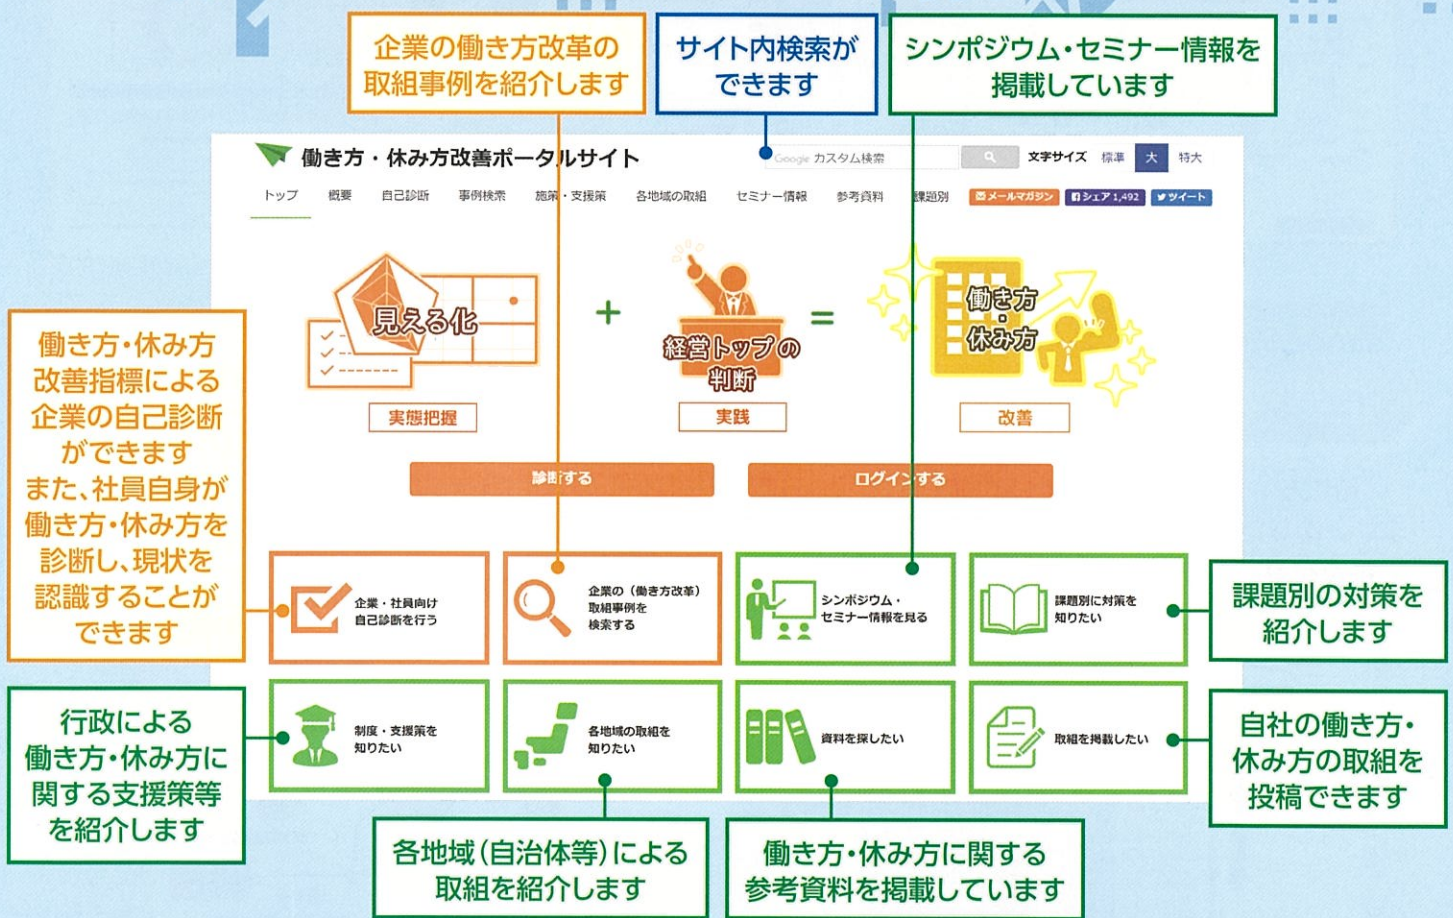 企業の働き方改革の
取組事例を紹介します
サイト内検索が
できます
シンポジウム・セミナー情報を
掲載しています
働き方・休み方改善ポータルサイト
Google カスタム検索
文字サイズ 標準 大 特大
トップ 概要 自己診断 事例検索 施策・支援策 各地域の取組 セミナー情報 参考資料 課題別 メールマガジン シェア 1,492 ツイート
見える化
+
経営トップの
判断
=
働き方
・
休み方
実態把握
実践
改善
診断する
ログインする
働き方・休み方
改善指標による
企業の自己診断
ができます
また、社員自身が
働き方・休み方を
診断し、現状を
認識することが
できます
企業・社員向け
自己診断を行う
企業の(働き方改革)
取組事例を
検索する
シンポジウム・
セミナー情報を見る
課題別に対策を
知りたい
課題別の対策を
紹介します
行政による
働き方・休み方に
関する支援策等
を紹介します
制度・支援策を
知りたい
各地域の取組を
知りたい
資料を探したい
取組を掲載したい
自社の働き方・
休み方の取組を
投稿できます
各地域(自治体等)による
取組を紹介します
働き方・休み方に関する
参考資料を掲載しています